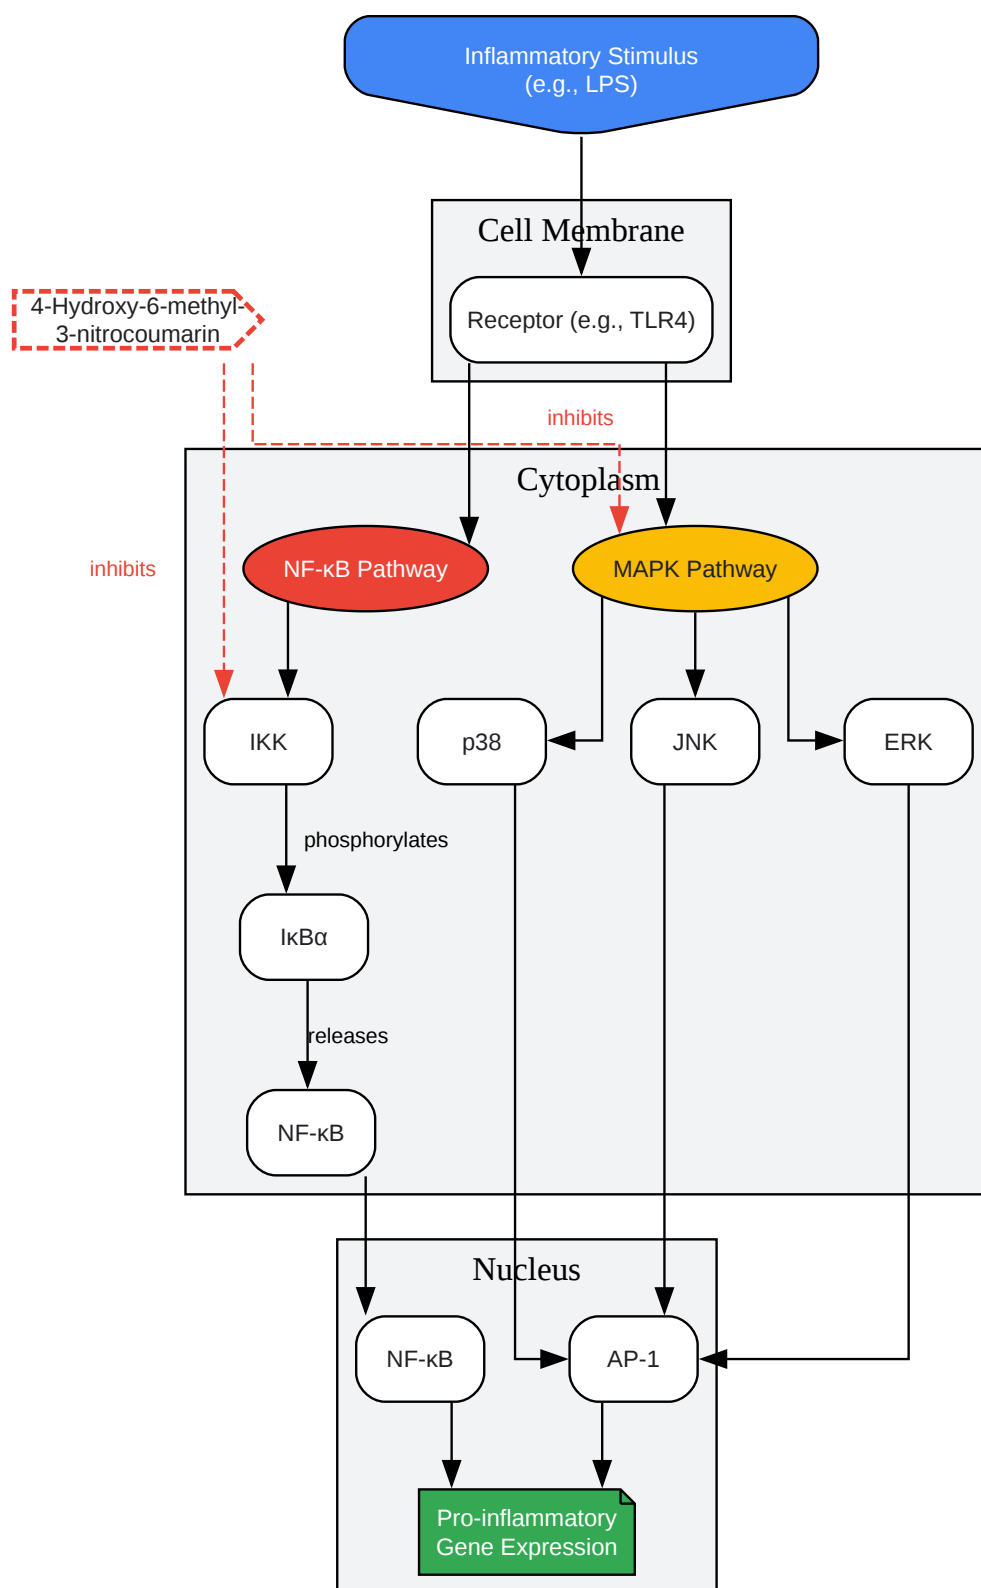 Inflammatory Stimulus
(e.g., LPS)
Cell Membrane
Receptor (e.g., TLR4)
4-Hydroxy-6-methyl-
3-nitrocoumarin
inhibits
Cytoplasm
inhibits
NF-κB Pathway
MAPK Pathway
IKK
p38
JNK
ERK
phosphorylates
IκBα
releases
NF-κB
Nucleus
NF-κB
AP-1
Pro-inflammatory
Gene Expression